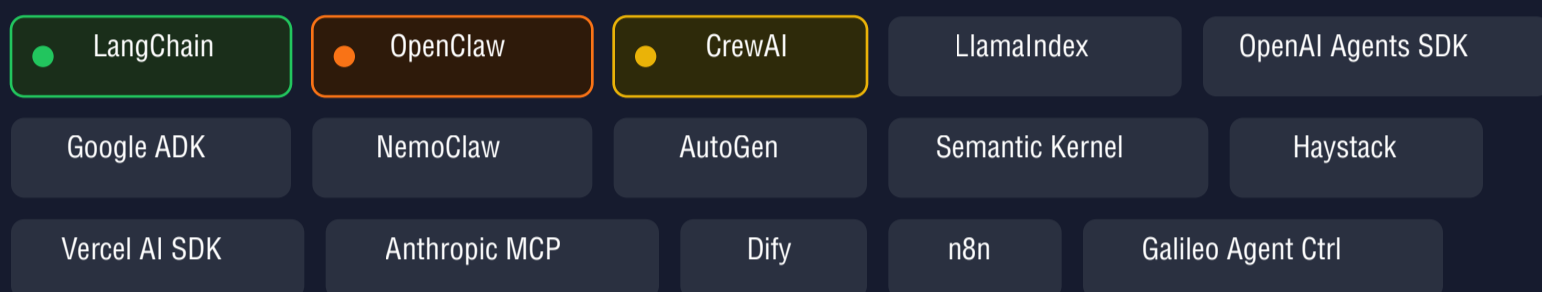 LangChain OpenClaw CrewAI LlamaIndex OpenAI Agents SDK
Google ADK NemoClaw AutoGen Semantic Kernel Haystack
Vercel AI SDK Anthropic MCP Dify n8n Galileo Agent Ctrl